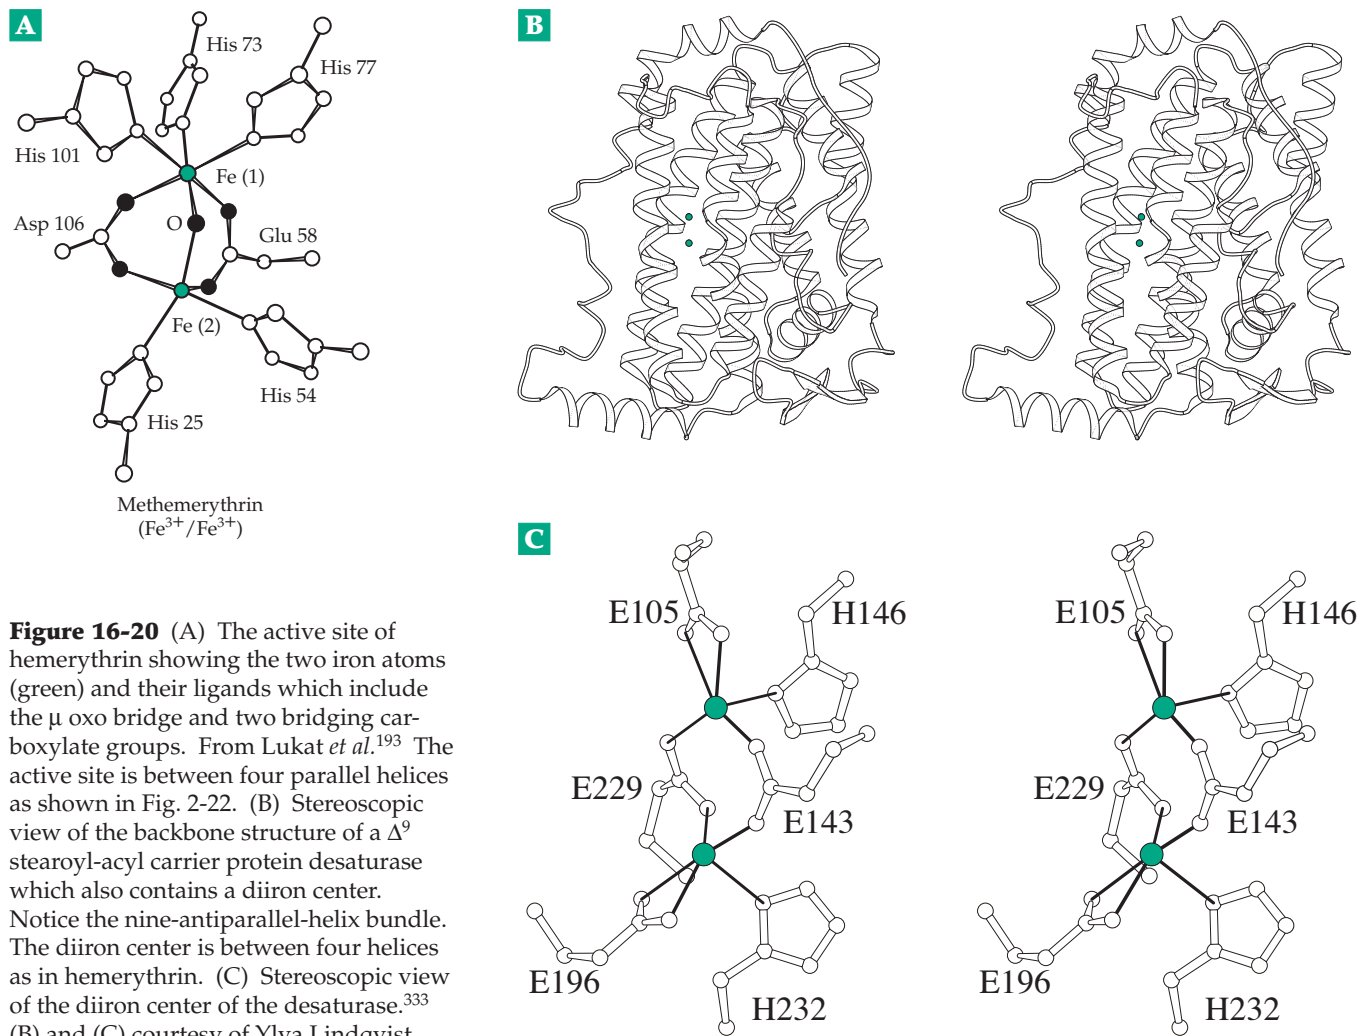 A
His 73
His 77
His 101
Fe (1)
Asp 106
O
Glu 58
Fe (2)
His 54
His 25
Methemerythrin
(Fe³⁺/Fe³⁺)
B
C
E105
H146
E229
E143
E196
H232
E105
H146
E229
E143
E196
H232
Figure 16-20 (A) The active site of
hemerythrin showing the two iron atoms
(green) and their ligands which include
the μ oxo bridge and two bridging car-
boxylate groups. From Lukat et al.¹⁹³ The
active site is between four parallel helices
as shown in Fig. 2-22. (B) Stereoscopic
view of the backbone structure of a Δ⁹
stearoyl-acyl carrier protein desaturase
which also contains a diiron center.
Notice the nine-antiparallel-helix bundle.
The diiron center is between four helices
as in hemerythrin. (C) Stereoscopic view
of the diiron center of the desaturase.³³³
(B) and (C) courtesy of Ylva Lindqvist